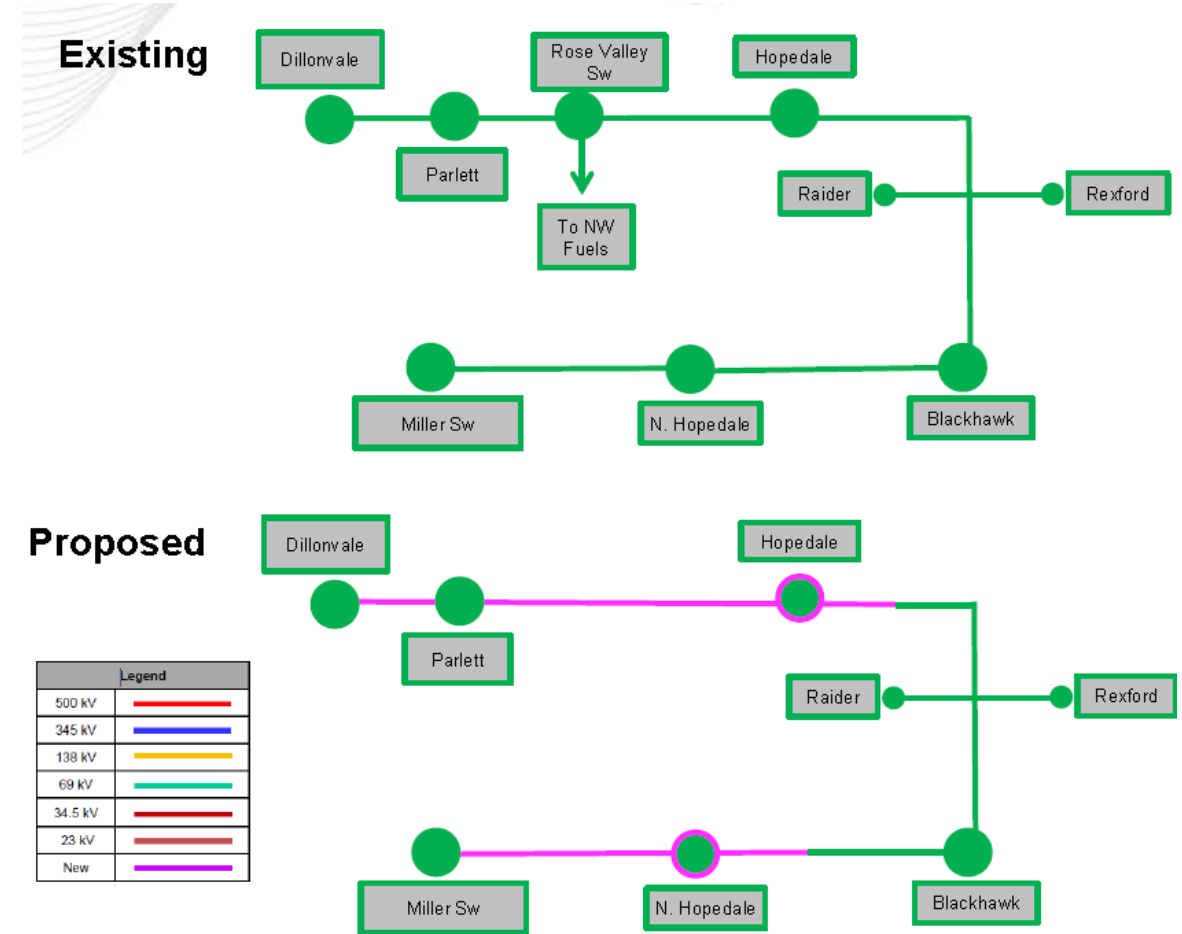 Existing
Dillonvale
Rose Valley
Sw
Hopedale
Parlett
To NW
Fuels
Raider
Rexford
Miller Sw
N. Hopedale
Blackhawk
Proposed
Dillonvale
Hopedale
Parlett
Raider
Rexford
Legend
500 kV
345 kV
138 kV
69 kV
34.5 kV
23 kV
New
Miller Sw
N. Hopedale
Blackhawk